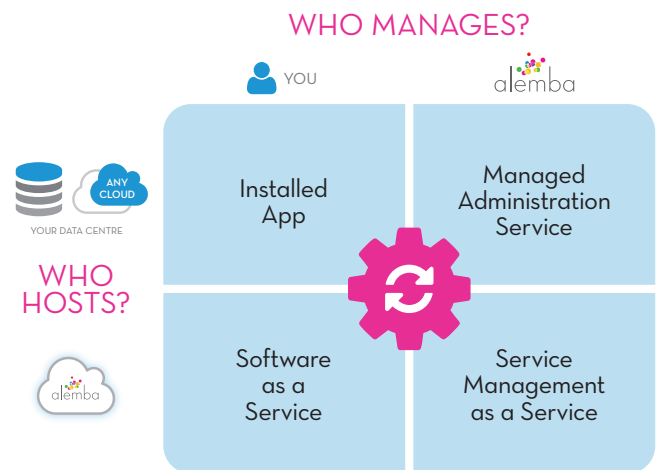 WHO MANAGES?
YOU
alemba
ANY
CLOUD
YOUR DATA CENTRE
Installed
App
Managed
Administration
Service
WHO
HOSTS?
alemba
Software
as a
Service
Service
Management
as a Service